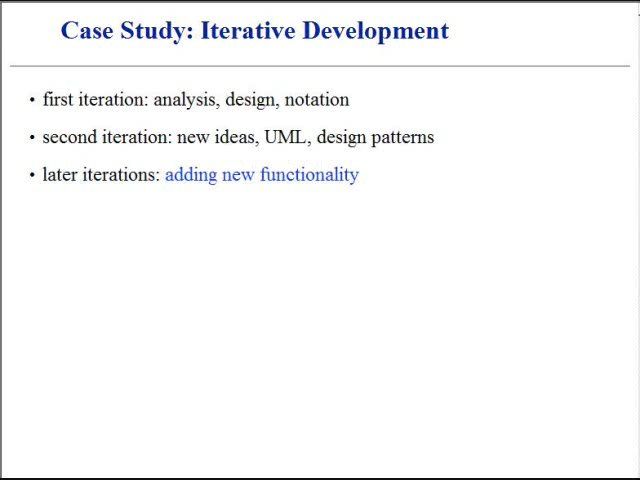 Case Study: Iterative Development
• first iteration: analysis, design, notation
• second iteration: new ideas, UML, design patterns
• later iterations: adding new functionality